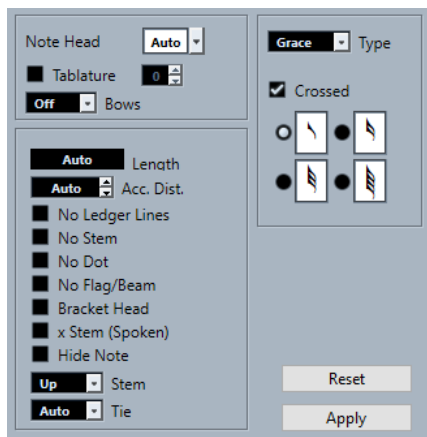 Note Head Auto
Tablature 0
Off Bows
Auto Length
Auto Acc. Dist.
No Ledger Lines
No Stem
No Dot
No Flag/Beam
Bracket Head
x Stem (Spoken)
Hide Note
Up Stem
Auto Tie
Grace Type
Crossed
Reset
Apply